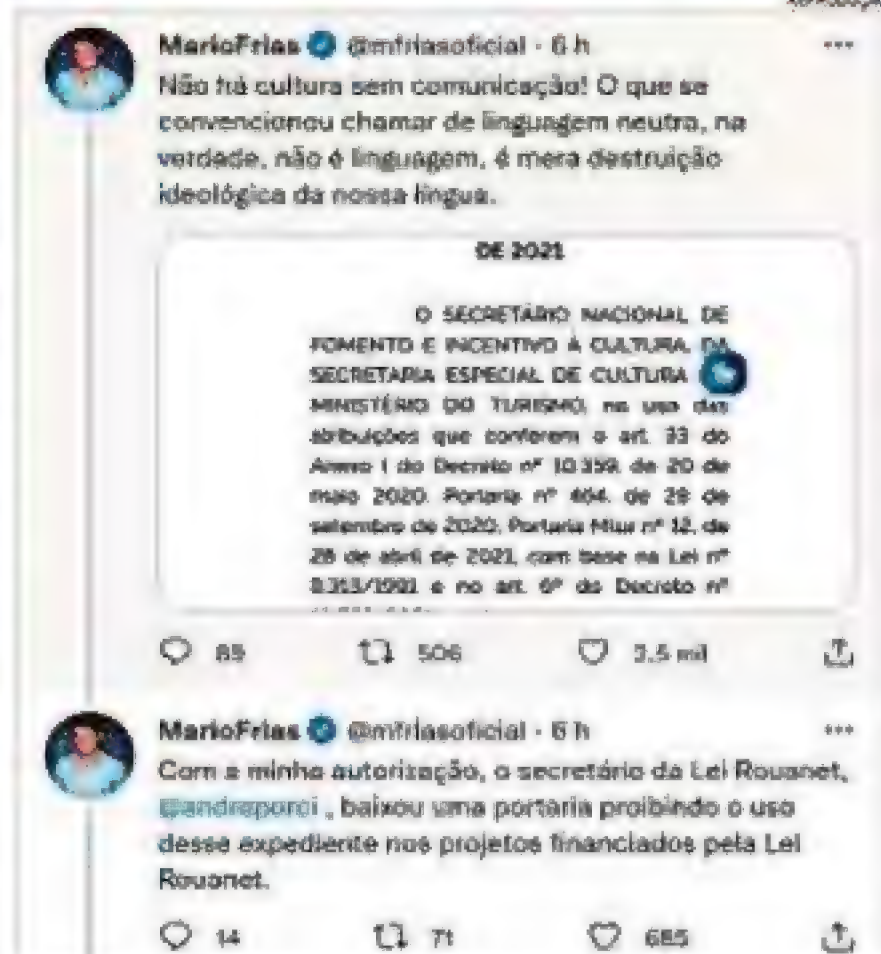 MarioFrias @mfriasoficial · 6 h
Não há cultura sem comunicação! O que se
convencionou chamar de linguagem neutra, na
verdade, não é linguagem, é mera destruição
ideológica da nossa língua.
DE 2021
O SECRETÁRIO NACIONAL DE
FOMENTO E INCENTIVO À CULTURA, DA
SECRETARIA ESPECIAL DE CULTURA
MINISTÉRIO DO TURISMO, no uso das
atribuições que conferem o art. 33 do
Anexo I do Decreto nº 10.359, de 20 de
maio 2020, Portaria nº 604, de 28 de
setembro de 2020, Portaria nº 12, de
28 de abril de 2021, com base na Lei nº
8.313/1991 e no art. 6º do Decreto nº
89 506 2,5 mil
MarioFrias @mfriasoficial · 6 h
Com a minha autorização, o secretário da Lei Rouanet,
@andreporci , baixou uma portaria proibindo o uso
desse expediente nos projetos financiados pela Lei
Rouanet.
14 71 685